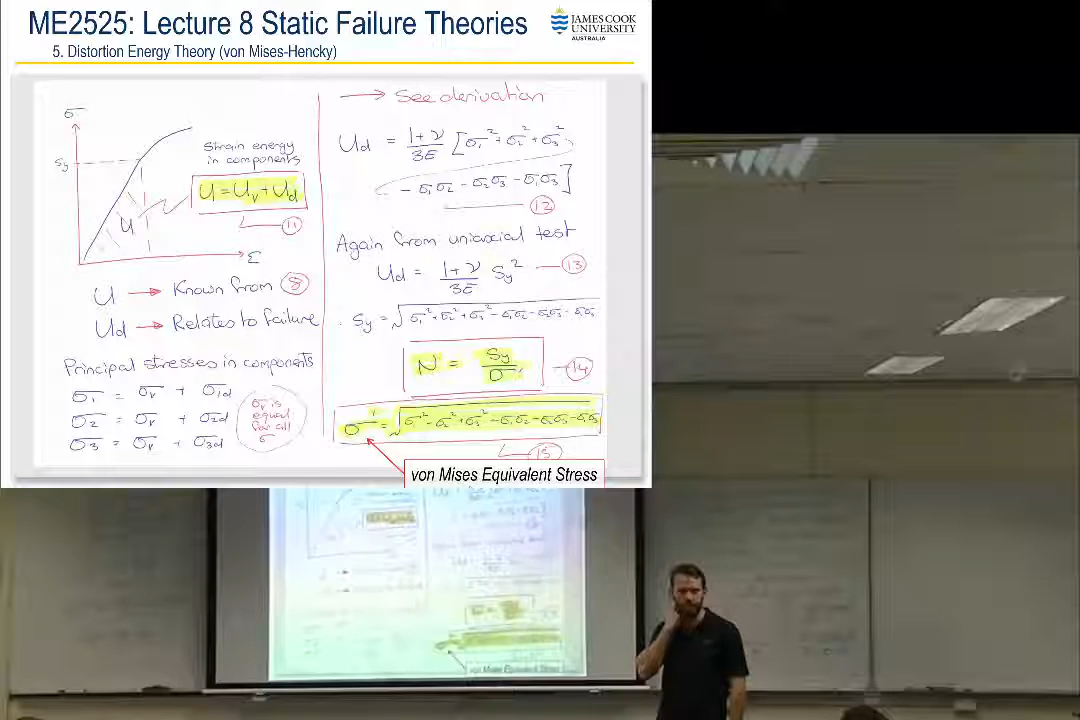 ME2525: Lecture 8 Static Failure Theories
JAMES COOK
UNIVERSITY
AUSTRALIA
5. Distortion Energy Theory (von Mises-Hencky)
σ
Sy
Strain energy
in components
U = Uv + Ud
11
U
ε
U → Known from 8
Ud → Relates to failure
Principal stresses in components
σ1 = σv + σ1d
σ2 = σv + σ2d
σ3 = σv + σ3d
σv is
equal
for all
σ
→ See derivation
Ud = 1+ν/3E [σ1² + σ2² + σ3²
- σ1σ2 - σ2σ3 - σ1σ3]
12
Again from uniaxial test
Ud = 1+ν/3E Sy² — 13
Sy = √σ1² + σ2² + σ3² - σ1σ2 - σ2σ3 - σ1σ3
N = Sy/σ' — 14
σ' = √σ1² + σ2² + σ3² - σ1σ2 - σ2σ3 - σ1σ3
15
von Mises Equivalent Stress
von Mises Equivalent Stress